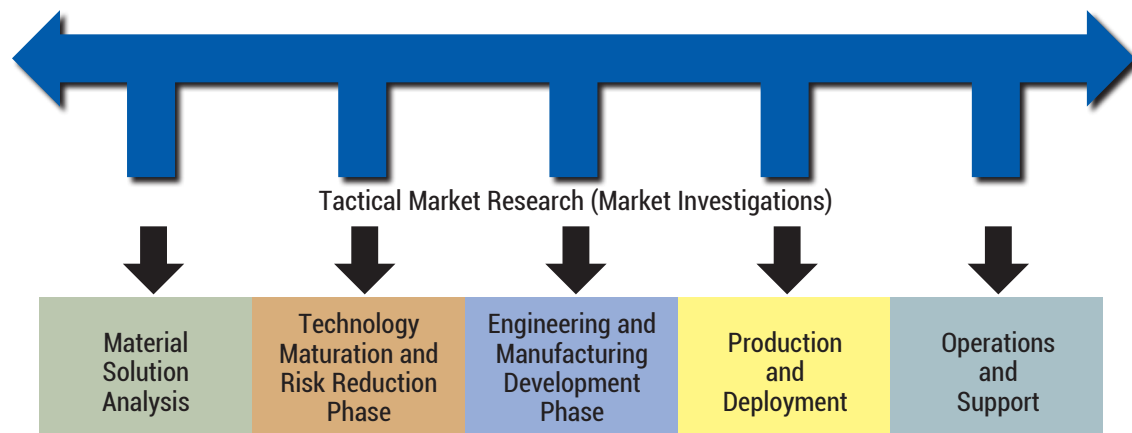 Tactical Market Research (Market Investigations)
Material
Solution
Analysis
Technology
Maturation and
Risk Reduction
Phase
Engineering and
Manufacturing
Development
Phase
Production
and
Deployment
Operations
and
Support